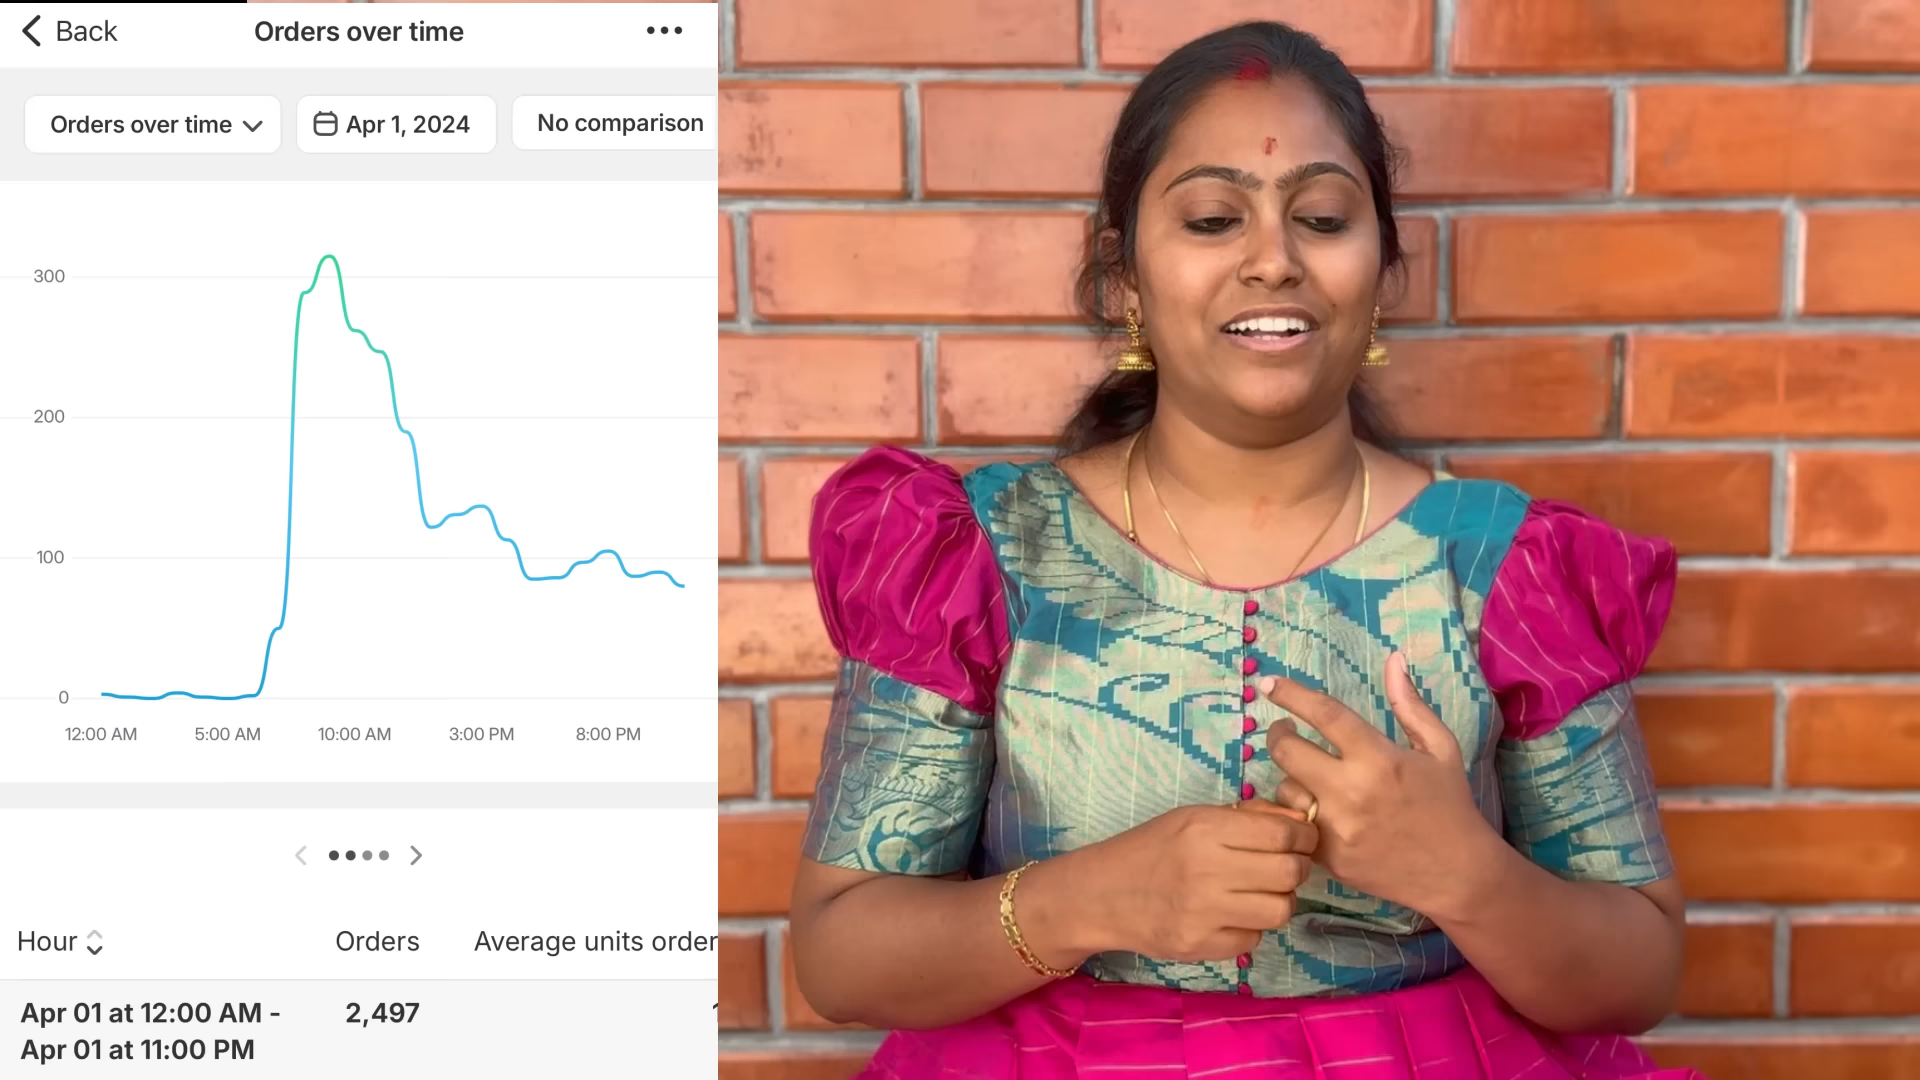 Back
Orders over time
Orders over time
Apr 1, 2024
No comparison
300
200
100
0
12:00 AM
5:00 AM
10:00 AM
3:00 PM
8:00 PM
Hour
Orders
Average units order
Apr 01 at 12:00 AM -
Apr 01 at 11:00 PM
2,497